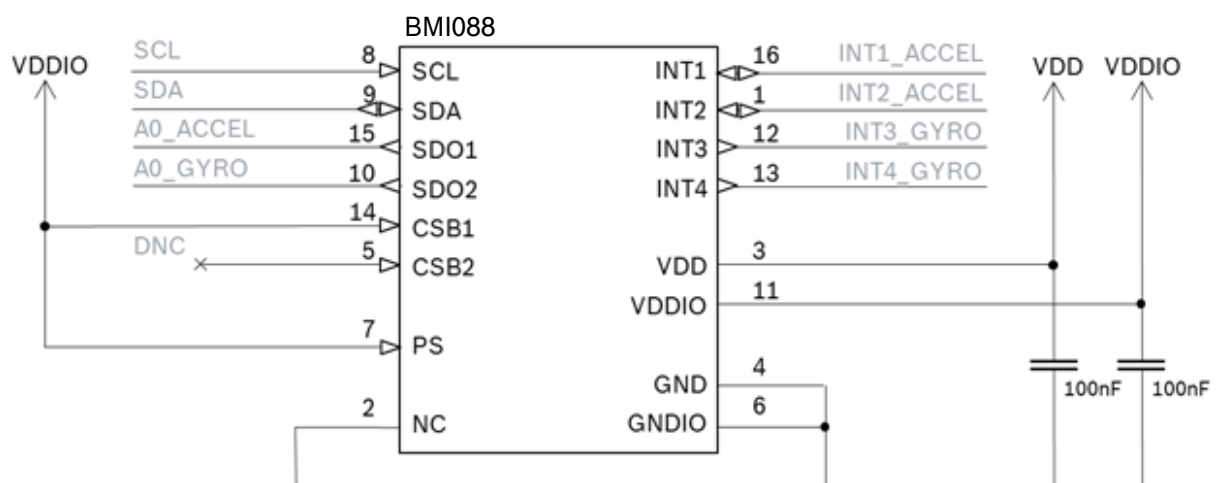 BMI088
VDDIO
SCL
8
SCL
SDA
9
SDA
A0_ACCEL
15
SDO1
A0_GYRO
10
SDO2
14
CSB1
DNC
5
CSB2
7
PS
2
NC
INT1
16
INT1_ACCEL
INT2
1
INT2_ACCEL
INT3
12
INT3_GYRO
INT4
13
INT4_GYRO
VDD
3
VDDIO
11
GND
4
GNDIO
6
VDD
VDDIO
100nF
100nF